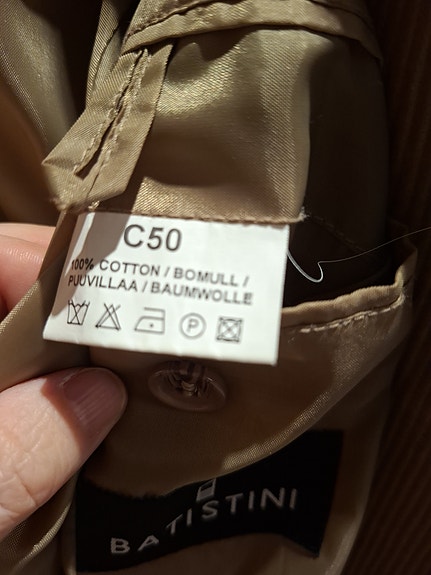 C50
100% COTTON / BOMULL /
PUUVILLAA / BAUMWOLLE
P
BATISTINI